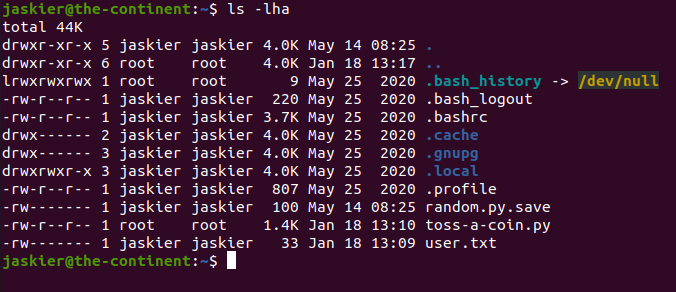 jaskier@the-continent:~$ ls -lha
total 44K
drwxr-xr-x 5 jaskier jaskier 4.0K May 14 08:25 .
drwxr-xr-x 6 root    root    4.0K Jan 18 13:17 ..
lrwxrwxrwx 1 root    root       9 May 25  2020 .bash_history -> /dev/null
-rw-r--r-- 1 jaskier jaskier  220 May 25  2020 .bash_logout
-rw-r--r-- 1 jaskier jaskier 3.7K May 25  2020 .bashrc
drwx------ 2 jaskier jaskier 4.0K May 25  2020 .cache
drwx------ 3 jaskier jaskier 4.0K May 25  2020 .gnupg
drwxrwxr-x 3 jaskier jaskier 4.0K May 25  2020 .local
-rw-r--r-- 1 jaskier jaskier  807 May 25  2020 .profile
-rw------- 1 jaskier jaskier  100 May 14 08:25 random.py.save
-rw-r--r-- 1 root    root    1.4K Jan 18 13:10 toss-a-coin.py
-rw------- 1 jaskier jaskier   33 Jan 18 13:09 user.txt
jaskier@the-continent:~$